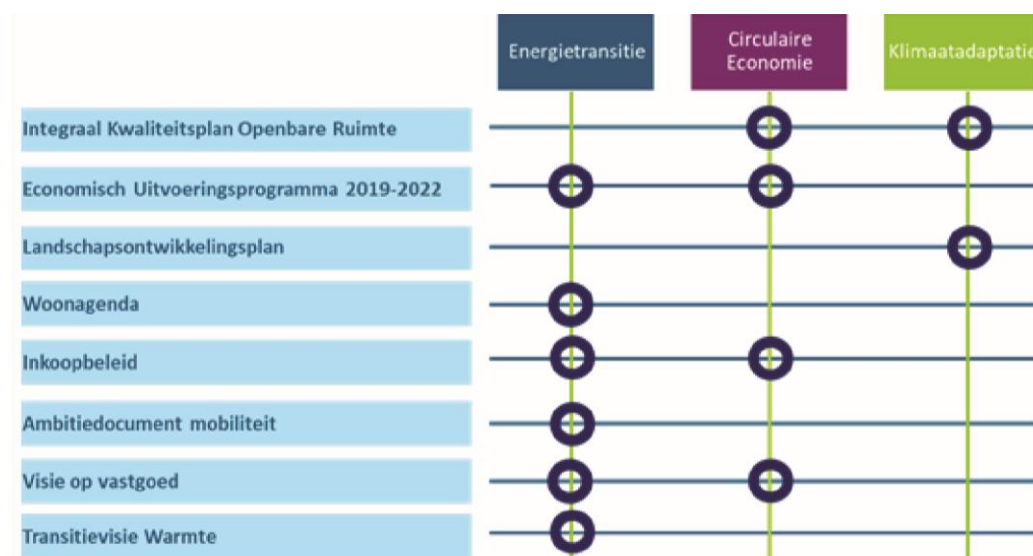 Energietransitie
Circulaire
Economie
Klimaatadaptatie
Integraal Kwaliteitsplan Openbare Ruimte
Economisch Uitvoeringsprogramma 2019-2022
Landschapsontwikkelingsplan
Woonagenda
Inkoopbeleid
Ambitiedocument mobiliteit
Visie op vastgoed
Transitievisie Warmte